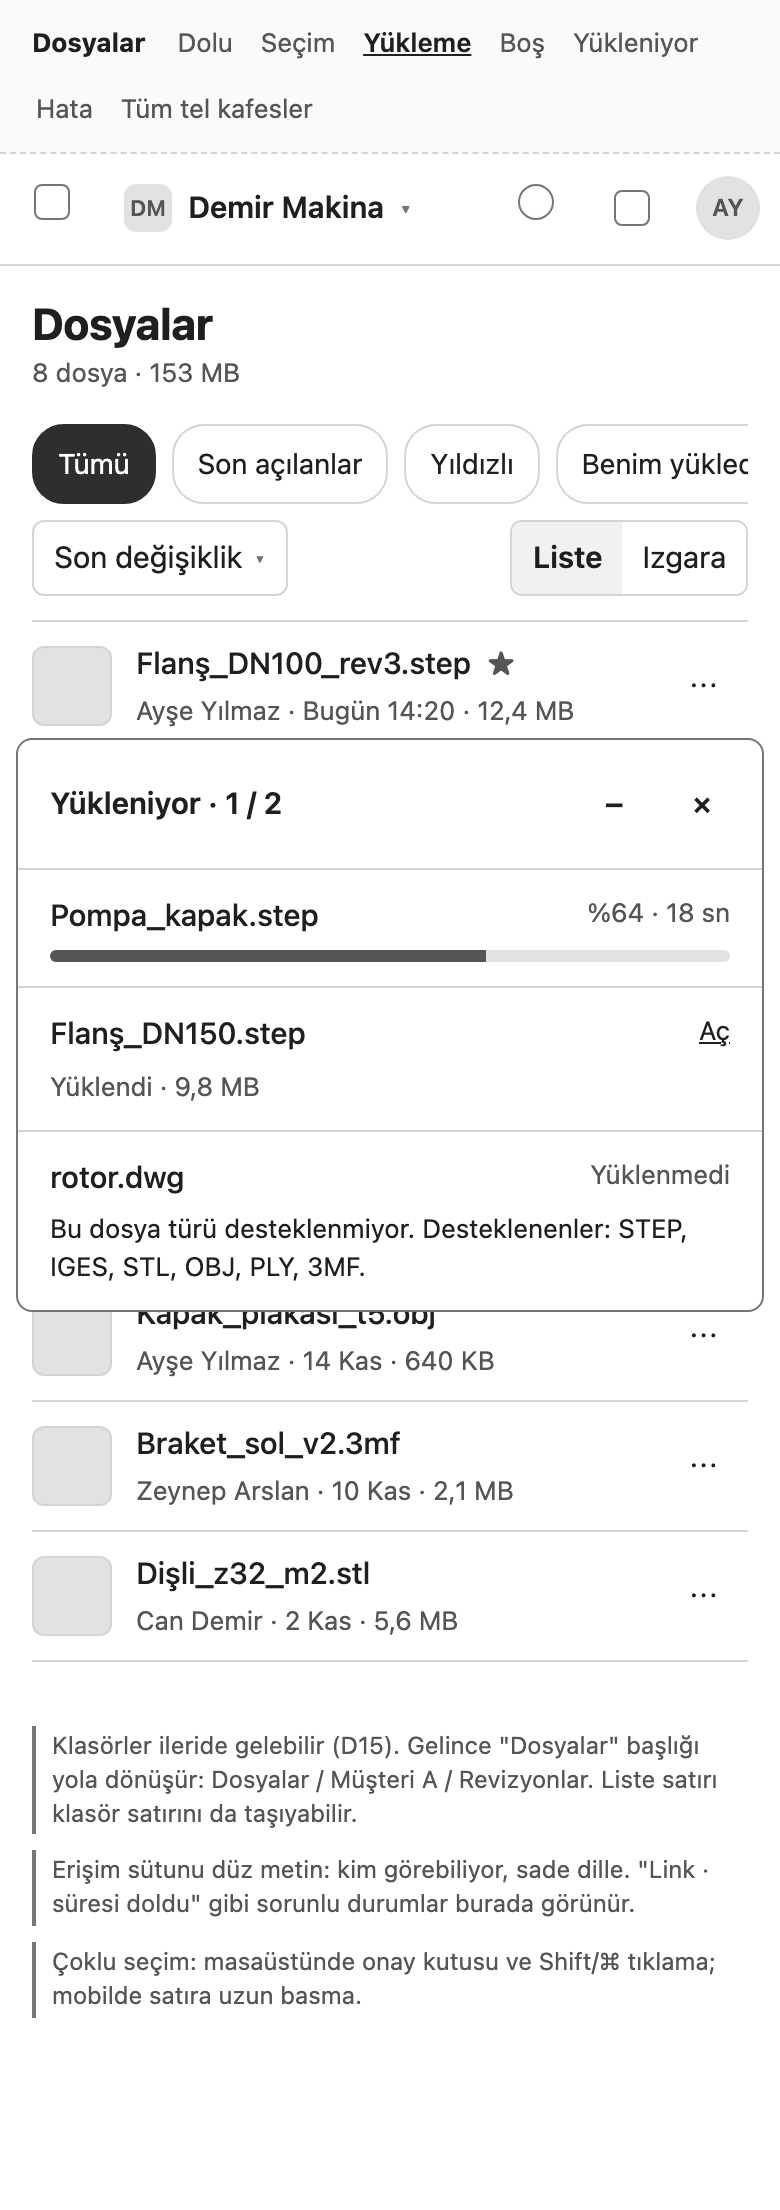 Dosyalar Dolu Seçim Yükleme Boş Yükleniyor
Hata Tüm tel kafesler
DM Demir Makina ▾ AY
Dosyalar
8 dosya · 153 MB
Tümü Son açılanlar Yıldızlı Benim
Son değişiklik ▾ Liste Izgara
Flanş_DN100_rev3.step ★
...
Ayşe Yılmaz · Bugün 14:20 · 12,4 MB
Yükleniyor · 1 / 2 – ×
Pompa_kapak.step %64 · 18 sn
Flanş_DN150.step Aç
Yüklendi · 9,8 MB
rotor.dwg Yüklenmedi
Bu dosya türü desteklenmiyor. Desteklenenler: STEP,
IGES, STL, OBJ, PLY, 3MF.
Kapak_plakası_t5.obj
...
Ayşe Yılmaz · 14 Kas · 640 KB
Braket_sol_v2.3mf
...
Zeynep Arslan · 10 Kas · 2,1 MB
Dişli_z32_m2.stl
...
Can Demir · 2 Kas · 5,6 MB
Klasörler ileride gelebilir (D15). Gelince "Dosyalar" başlığı
yola dönüşür: Dosyalar / Müşteri A / Revizyonlar. Liste satırı
klasör satırını da taşıyabilir.
Erişim sütunu düz metin: kim görebiliyor, sade dille. "Link ·
süresi doldu" gibi sorunlu durumlar burada görünür.
Çoklu seçim: masaüstünde onay kutusu ve Shift/⌘ tıklama;
mobilde satıra uzun basma.